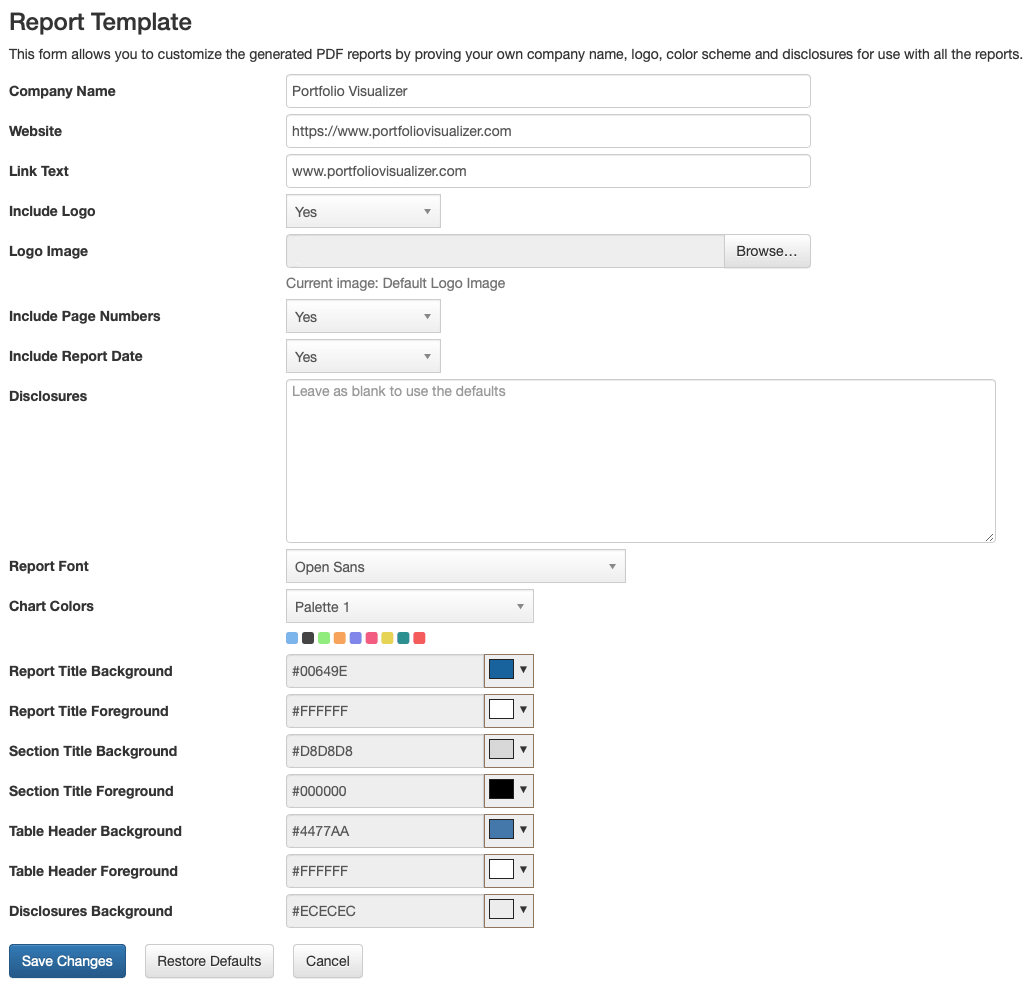 Report Template
This form allows you to customize the generated PDF reports by proving your own company name, logo, color scheme and disclosures for use with all the reports.
Company Name Portfolio Visualizer
Website https://www.portfoliovisualizer.com
Link Text www.portfoliovisualizer.com
Include Logo Yes
Logo Image Browse...
Current image: Default Logo Image
Include Page Numbers Yes
Include Report Date Yes
Disclosures Leave as blank to use the defaults
Report Font Open Sans
Chart Colors Palette 1
Report Title Background #00649E
Report Title Foreground #FFFFFF
Section Title Background #D8D8D8
Section Title Foreground #000000
Table Header Background #4477AA
Table Header Foreground #FFFFFF
Disclosures Background #ECECEC
Save Changes Restore Defaults Cancel